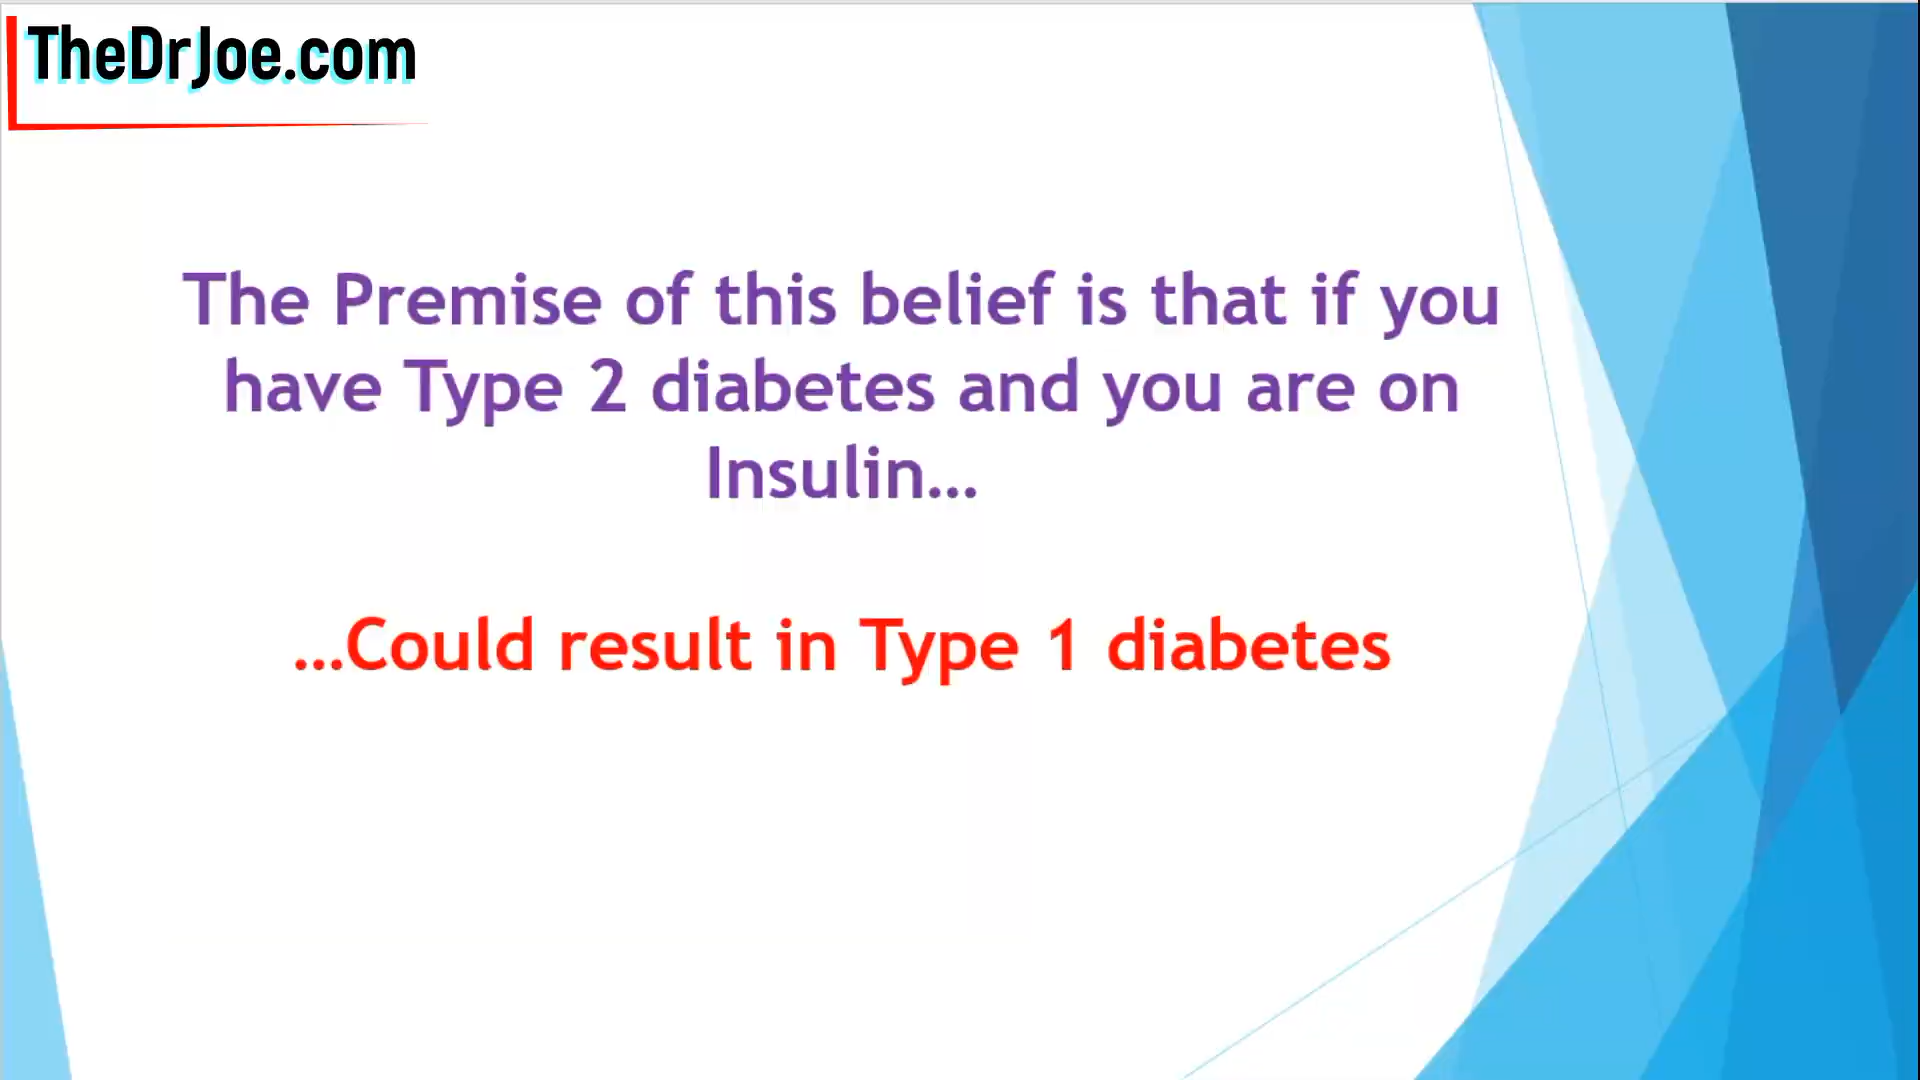 TheDrJoe.com
The Premise of this belief is that if you
have Type 2 diabetes and you are on
Insulin...
...Could result in Type 1 diabetes